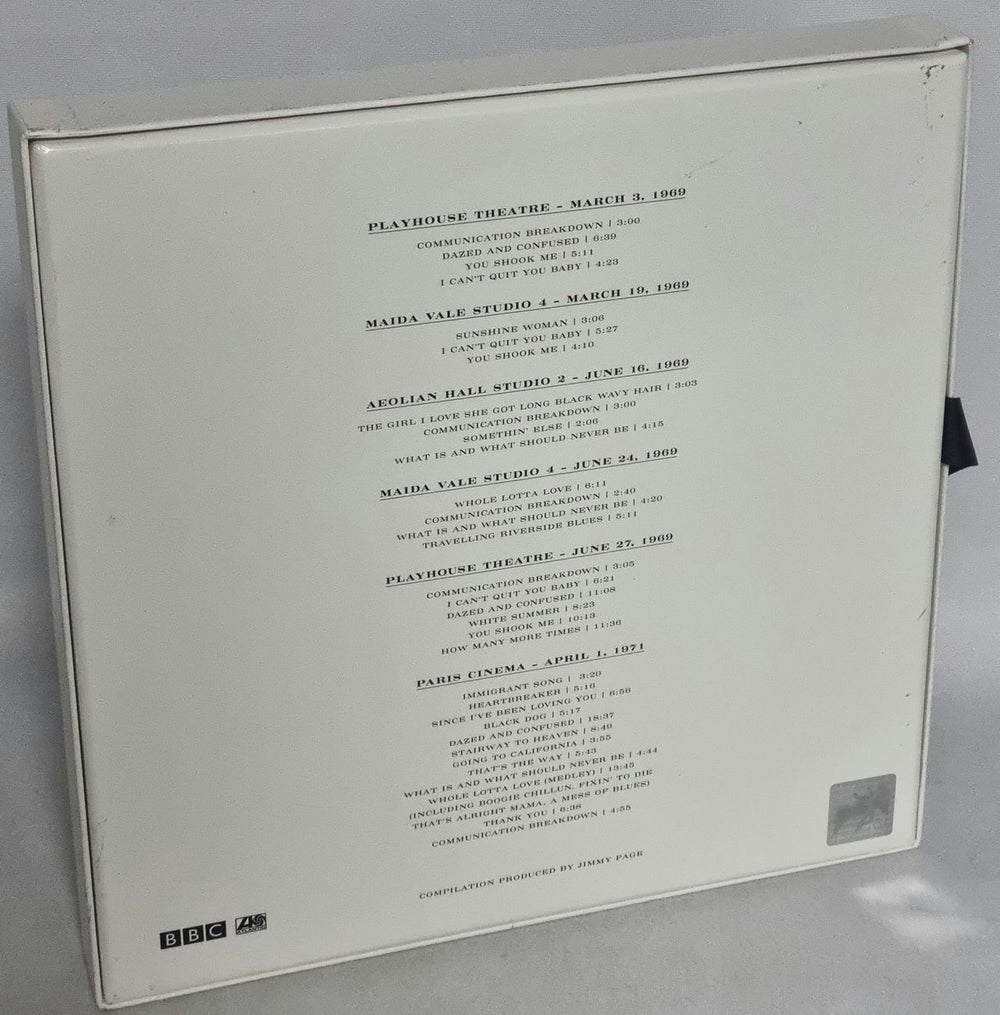 PLAYHOUSE THEATRE - MARCH 3, 1969
COMMUNICATION BREAKDOWN | 3:00
DAZED AND CONFUSED | 6:39
YOU SHOOK ME | 5:11
I CAN'T QUIT YOU BABY | 4:23
MAIDA VALE STUDIO 4 - MARCH 19, 1969
SUNSHINE WOMAN | 3:06
I CAN'T QUIT YOU BABY | 5:27
YOU SHOOK ME | 4:10
AEOLIAN HALL STUDIO 2 - JUNE 16, 1969
THE GIRL I LOVE SHE GOT LONG BLACK WAVY HAIR | 3:03
COMMUNICATION BREAKDOWN | 3:00
SOMETHIN' ELSE | 2:06
WHAT IS AND WHAT SHOULD NEVER BE | 4:15
MAIDA VALE STUDIO 4 - JUNE 24, 1969
WHOLE LOTTA LOVE | 6:11
COMMUNICATION BREAKDOWN | 2:40
WHAT IS AND WHAT SHOULD NEVER BE | 4:20
TRAVELLING RIVERSIDE BLUES | 5:11
PLAYHOUSE THEATRE - JUNE 27, 1969
COMMUNICATION BREAKDOWN | 3:05
I CAN'T QUIT YOU BABY | 6:21
DAZED AND CONFUSED | 11:08
WHITE SUMMER | 8:23
YOU SHOOK ME | 10:13
HOW MANY MORE TIMES | 11:36
PARIS CINEMA - APRIL 1, 1971
IMMIGRANT SONG | 3:20
HEARTBREAKER | 5:16
SINCE I'VE BEEN LOVING YOU | 6:56
BLACK DOG | 5:17
DAZED AND CONFUSED | 18:37
STAIRWAY TO HEAVEN | 8:49
GOING TO CALIFORNIA | 3:55
THAT'S THE WAY | 5:43
WHAT IS AND WHAT SHOULD NEVER BE | 4:44
WHOLE LOTTA LOVE (MEDLEY) | 13:45
(INCLUDING BOOGIE CHILLUN, FIXIN' TO DIE
THAT'S ALRIGHT MAMA, A MESS OF BLUES)
THANK YOU | 6:38
COMMUNICATION BREAKDOWN | 4:55
COMPILATION PRODUCED BY JIMMY PAGE
BBC
ATLANTIC